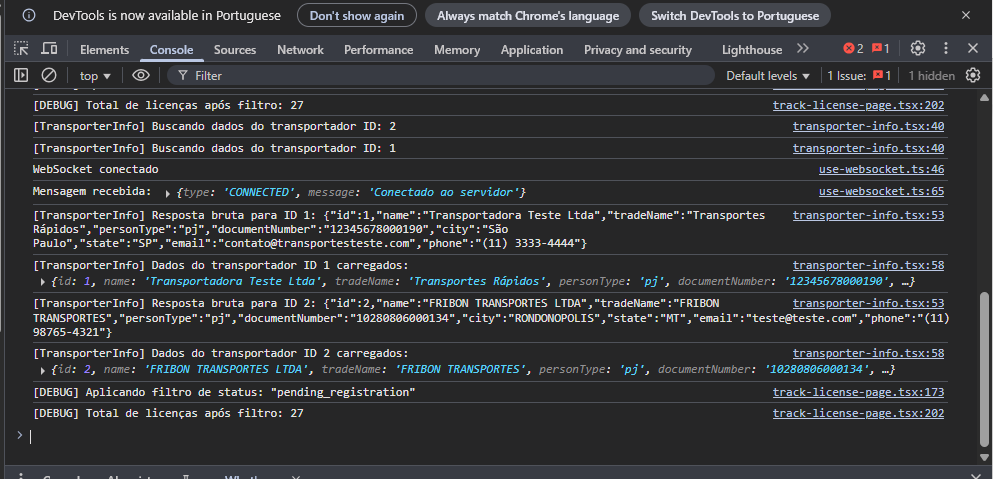 DevTools is now available in Portuguese Don't show again Always match Chrome's language Switch DevTools to Portuguese
Elements Console Sources Network Performance Memory Application Privacy and security Lighthouse 2 1
top Filter Default levels 1 Issue: 1 1 hidden
[DEBUG] Total de licenças após filtro: 27 track-license-page.tsx:202
[TransporterInfo] Buscando dados do transportador ID: 2 transporter-info.tsx:40
[TransporterInfo] Buscando dados do transportador ID: 1 transporter-info.tsx:40
WebSocket conectado use-websocket.ts:46
Mensagem recebida: {type: 'CONNECTED', message: 'Conectado ao servidor'} use-websocket.ts:65
[TransporterInfo] Resposta bruta para ID 1: {"id":1,"name":"Transportadora Teste Ltda","tradeName":"Transportes transporter-info.tsx:53
Rápidos","personType":"pj","documentNumber":"12345678000190","city":"São
Paulo","state":"SP","email":"contato@transportesteste.com","phone":"(11) 3333-4444"}
[TransporterInfo] Dados do transportador ID 1 carregados: transporter-info.tsx:58
{id: 1, name: 'Transportadora Teste Ltda', tradeName: 'Transportes Rápidos', personType: 'pj', documentNumber: '12345678000190', …}
[TransporterInfo] Resposta bruta para ID 2: {"id":2,"name":"FRIBON TRANSPORTES LTDA","tradeName":"FRIBON transporter-info.tsx:53
TRANSPORTES","personType":"pj","documentNumber":"10280806000134","city":"RONDONOPOLIS","state":"MT","email":"teste@teste.com","phone":"(11)
98765-4321"}
[TransporterInfo] Dados do transportador ID 2 carregados: transporter-info.tsx:58
{id: 2, name: 'FRIBON TRANSPORTES LTDA', tradeName: 'FRIBON TRANSPORTES', personType: 'pj', documentNumber: '10280806000134', …}
[DEBUG] Aplicando filtro de status: "pending_registration" track-license-page.tsx:173
[DEBUG] Total de licenças após filtro: 27 track-license-page.tsx:202